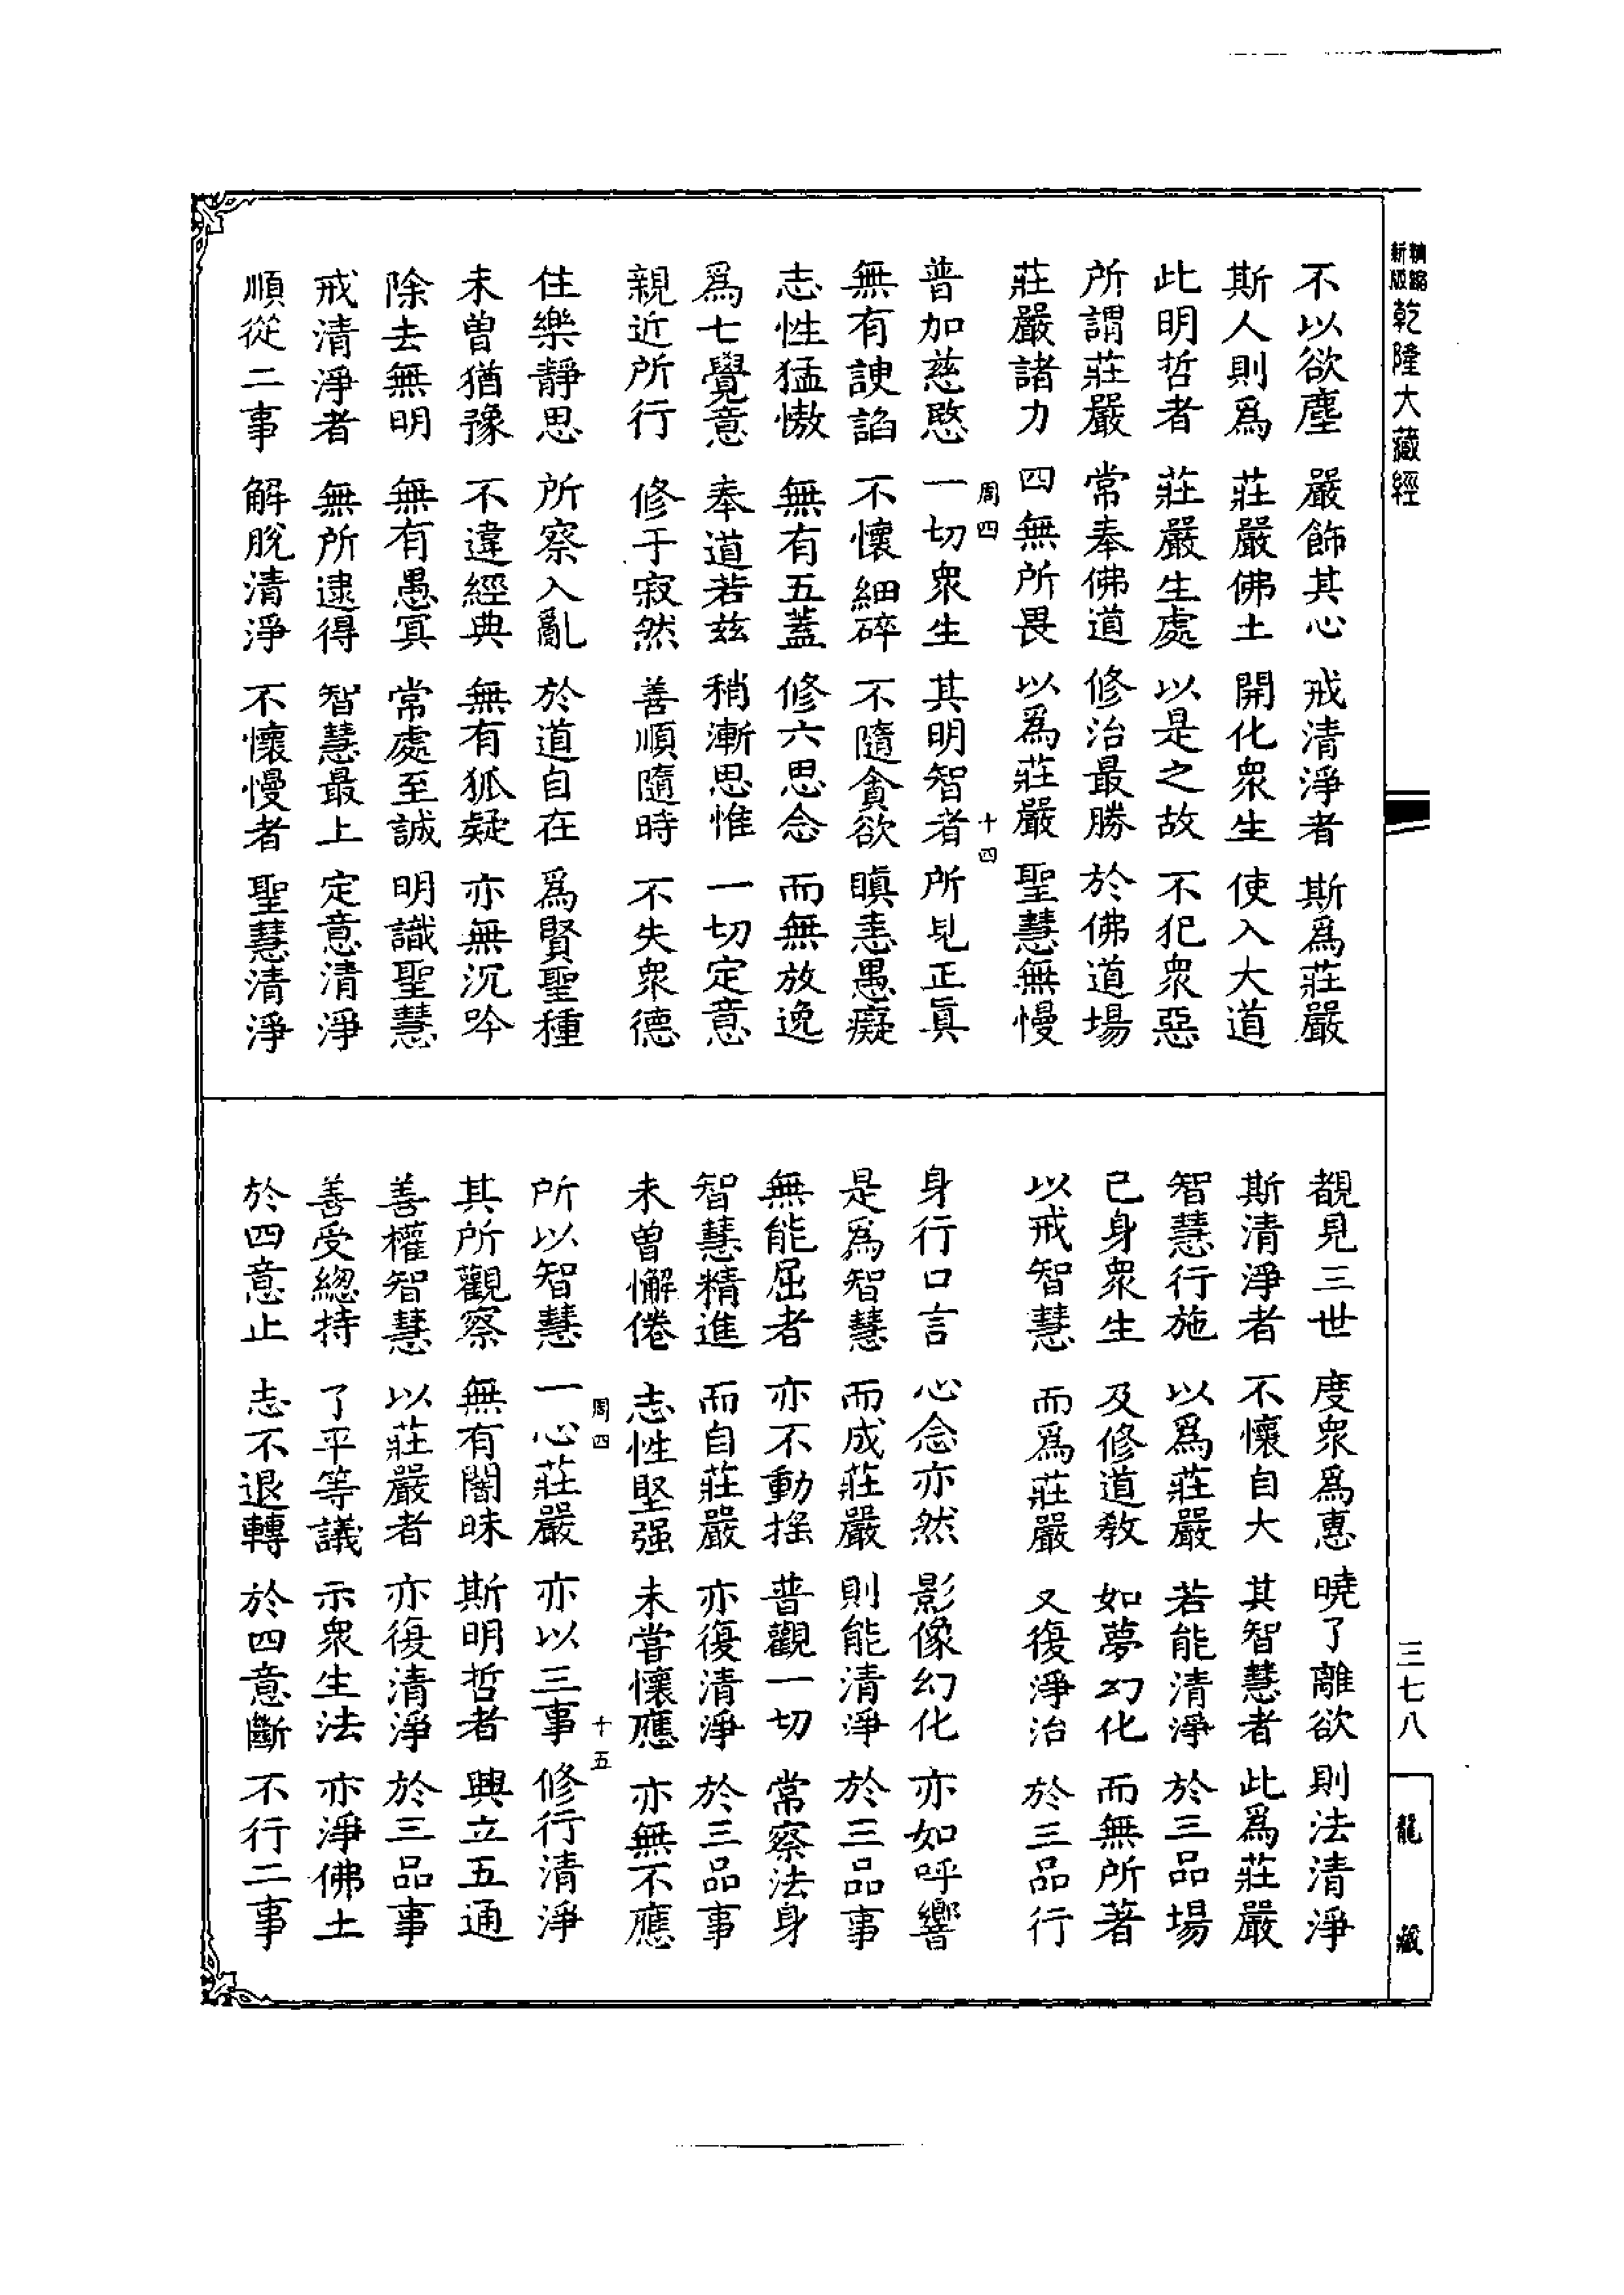 精縮新版乾隆大藏經
不以欲塵 嚴飾其心 戒清淨者 斯爲莊嚴
斯人則爲 莊嚴佛土 開化衆生 使入大道
此明哲者 莊嚴生處 以是之故 不犯衆惡
所謂莊嚴 常奉佛道 修治最勝 於佛道場
莊嚴諸力 四無所畏 以爲莊嚴 聖慧無慢
周四 十四
普加慈愍 一切衆生 其明智者 所見正眞
無有諛諂 不懷細碎 不隨貪欲 瞋恚愚癡
志性猛慠 無有五蓋 修六思念 而無放逸
爲七覺意 奉道若兹 稍漸思惟 一切定意
親近所行 修于寂然 善順隨時 不失衆德
住樂靜思 所察入亂 於道自在 爲賢聖種
未曾猶豫 不違經典 無有狐疑 亦無沉吟
除去無明 無有愚冥 常處至誠 明識聖慧
戒清淨者 無所逮得 智慧最上 定意清淨
順從二事 解脫清淨 不懷慢者 聖慧清淨
覩見三世 度衆爲惠 曉了離欲 則法清淨
斯清淨者 不懷自大 其智慧者 此爲莊嚴
智慧行施 以爲莊嚴 若能清淨 於三品場
已身衆生 及修道教 如夢幻化 而無所著
以戒智慧 而爲莊嚴 又復淨治 於三品行
身行口言 心念亦然 影像幻化 亦如呼響
是爲智慧 而成莊嚴 則能清淨 於三品事
無能屈者 亦不動搖 普觀一切 常察法身
智慧精進 而自莊嚴 亦復清淨 於三品事
未曾懈倦 志性堅强 未嘗懷應 亦無不應
周四 十五
所以智慧 一心莊嚴 亦以三事 修行清淨
其所觀察 無有闇昧 斯明哲者 興立五通
善權智慧 以莊嚴者 亦復清淨 於三品事
善受總持 了平等議 示衆生法 亦淨佛土
於四意止 志不退轉 於四意斷 不行二事
三七八
龍藏